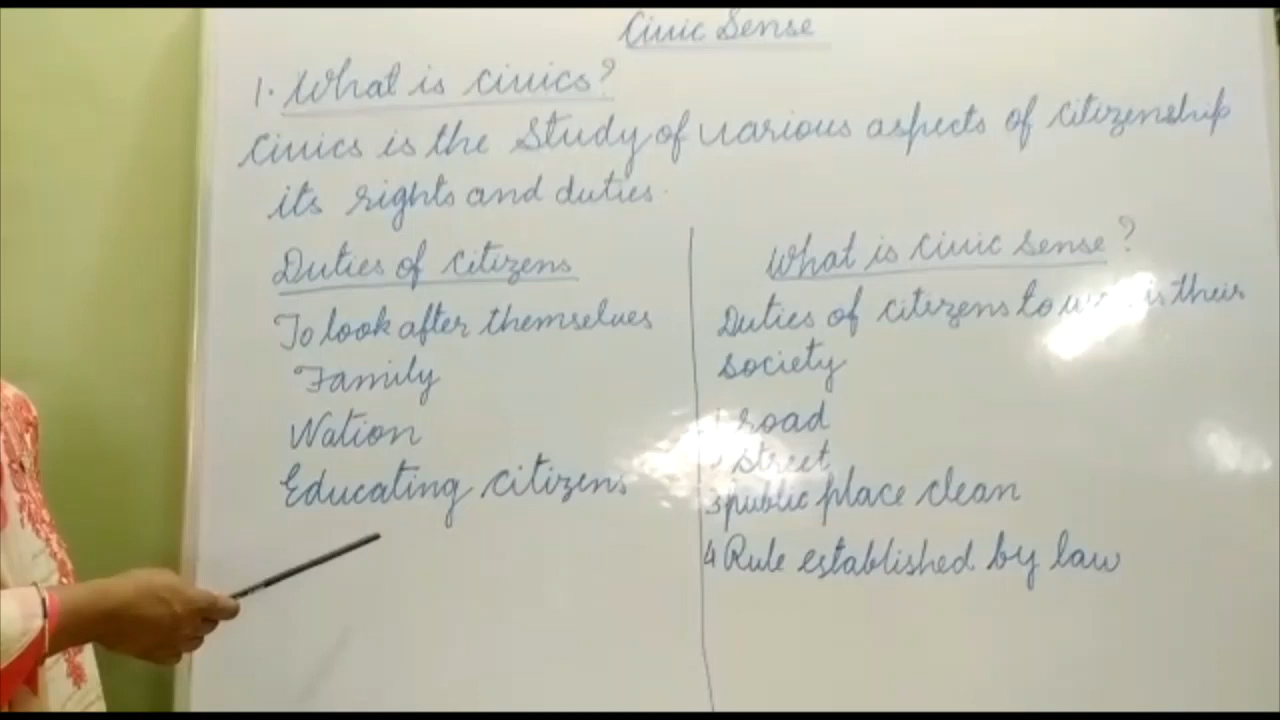 Civic Sense
1. What is civics?
Civics is the Study of various aspects of citizenship
its rights and duties.
Duties of citizens
To look after themselves
Family
Nation
Educating citizens
What is civic sense?
Duties of citizens to their
society
road
street
3 public place clean
4 Rule established by law